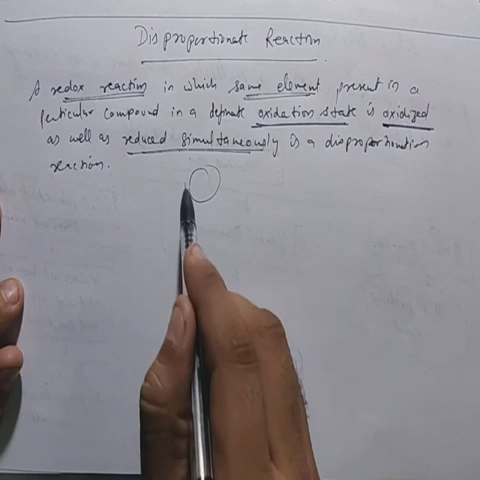 Disproportionate Reaction
A redox reaction in which same element present in a
particular compound in a definate oxidation state is oxidized
as well as reduced simultaneously is a disproportionation
reaction.